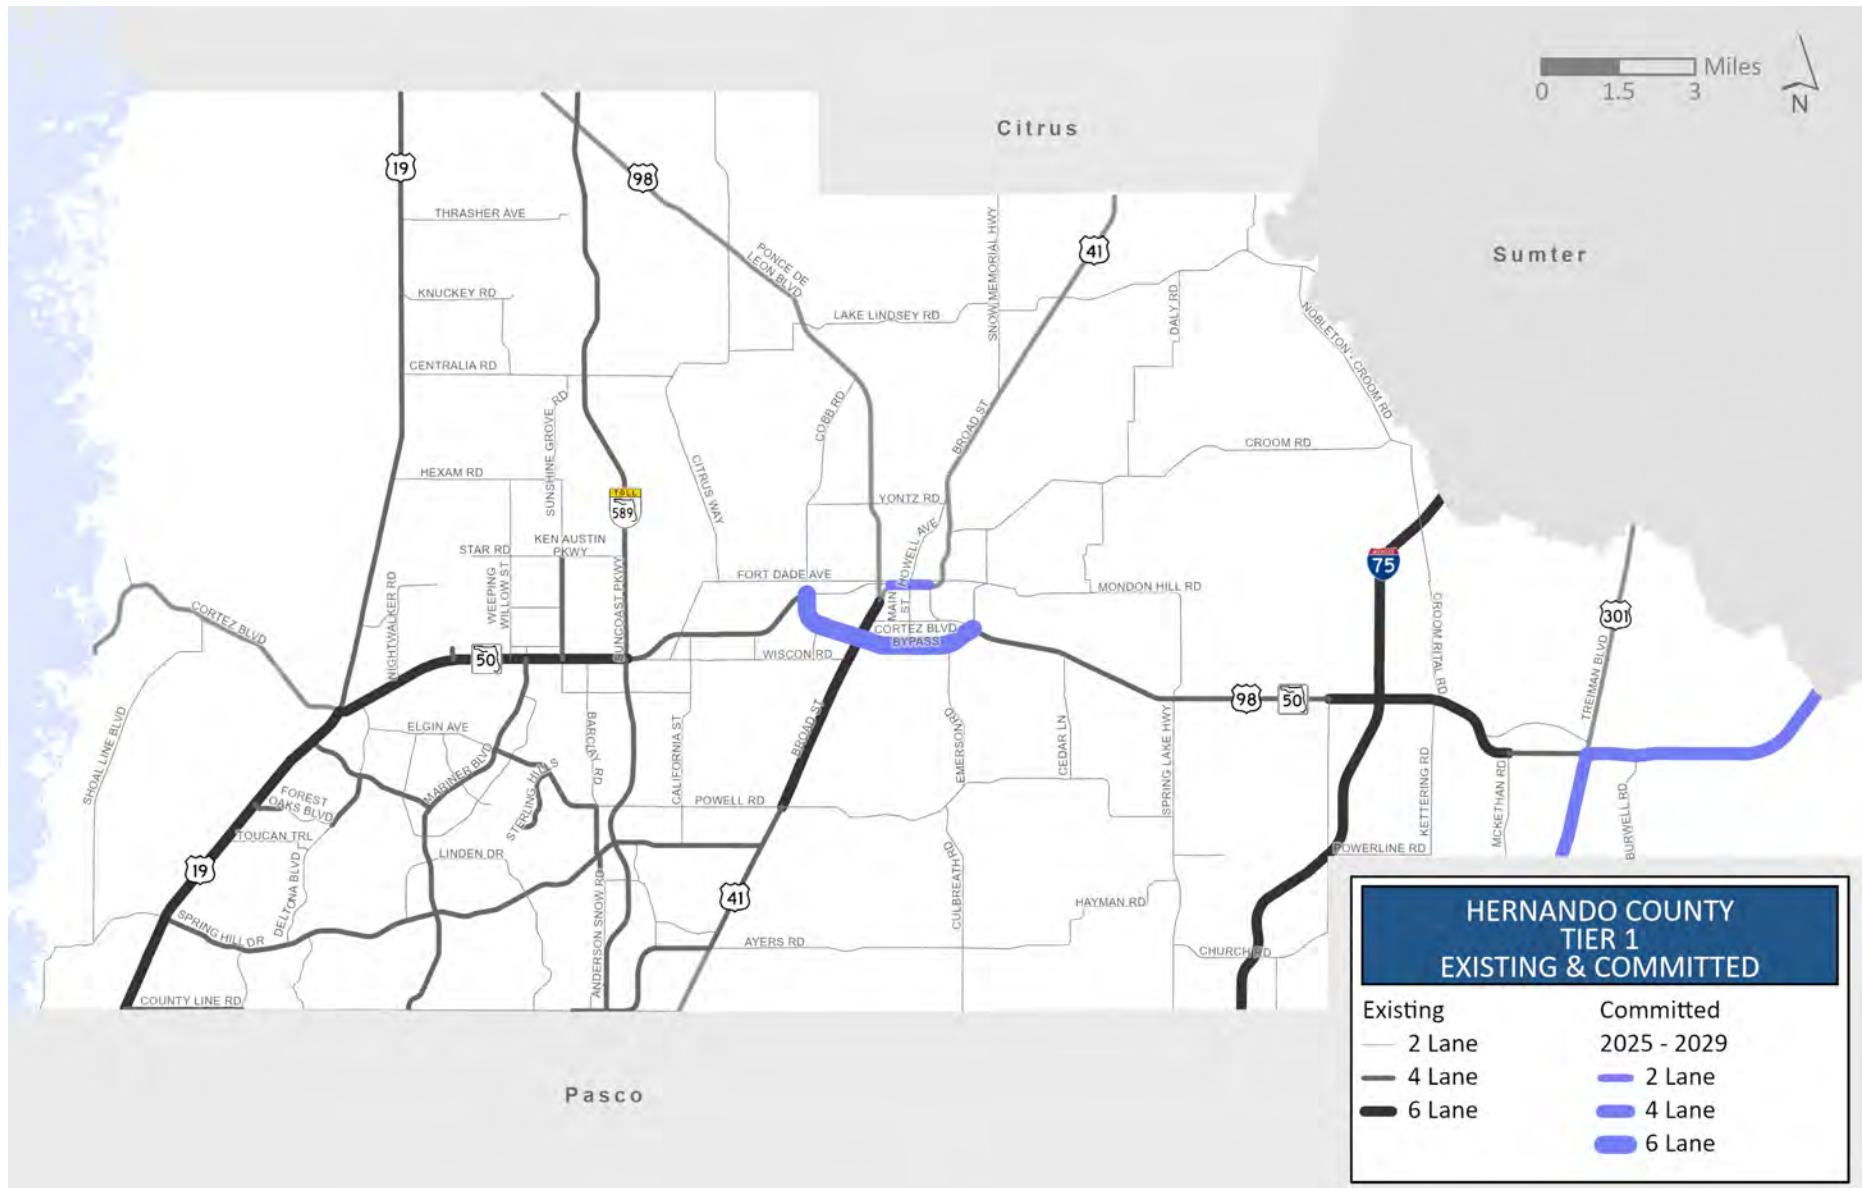 Miles
0 1.5 3
N
Citrus
Sumter
19
98
THRASHER AVE
SNOW MEMORIAL HWY
41
PONCE DE
LEON BLVD
KNUCKEY RD
LAKE LINDSEY RD
DALY RD
NOBLETON - CROOM RD
CENTRALIA RD
SUNSHINE GROVE RD
COBB RD
BROAD ST
CROOM RD
HEXAM RD
CITRUS WAY
TOLL
589
YONTZ RD
HOWELL AVE
KEN AUSTIN
PKWY
STAR RD
WEEPING
WILLOW ST
SUNCOAST PKWY
FORT DADE AVE
MAIN
ST
MONDON HILL RD
75
CROOM RITAL RD
301
NIGHTWALKER RD
CORTEZ BLVD
CORTEZ BLVD
BYPASS
WISCON RD
50
TREIMAN BLVD
98
50
SHOAL LINE BLVD
ELGIN AVE
MARINER BLVD
BARCLAY RD
CALIFORNIA ST
BROAD ST
EMERSON RD
CEDAR LN
SPRING LAKE HWY
KETTERING RD
MCKETHAN RD
BURWELL RD
FOREST
OAKS BLVD
STERLING HILLS
POWELL RD
TOUCAN TRL
LINDEN DR
POWERLINE RD
19
DELTONA BLVD
ANDERSON SNOW RD
41
CULBREATH RD
HAYMAN RD
SPRING HILL DR
AYERS RD
CHURCH RD
COUNTY LINE RD
Pasco
HERNANDO COUNTY
TIER 1
EXISTING & COMMITTED
Existing
2 Lane
4 Lane
6 Lane
Committed
2025 - 2029
2 Lane
4 Lane
6 Lane